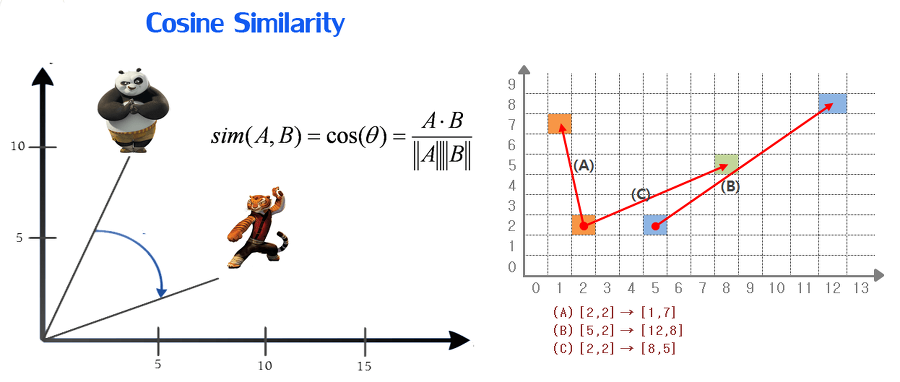 Cosine Similarity
sim(A, B) = cos(θ) = A · B / ‖A‖‖B‖
10
5
5
10
15
9
8
7
6
5
4
3
2
1
0
0 1 2 3 4 5 6 7 8 9 10 11 12 13
(A)
(C)
(B)
(A) [2,2] → [1,7]
(B) [5,2] → [12,8]
(C) [2,2] → [8,5]